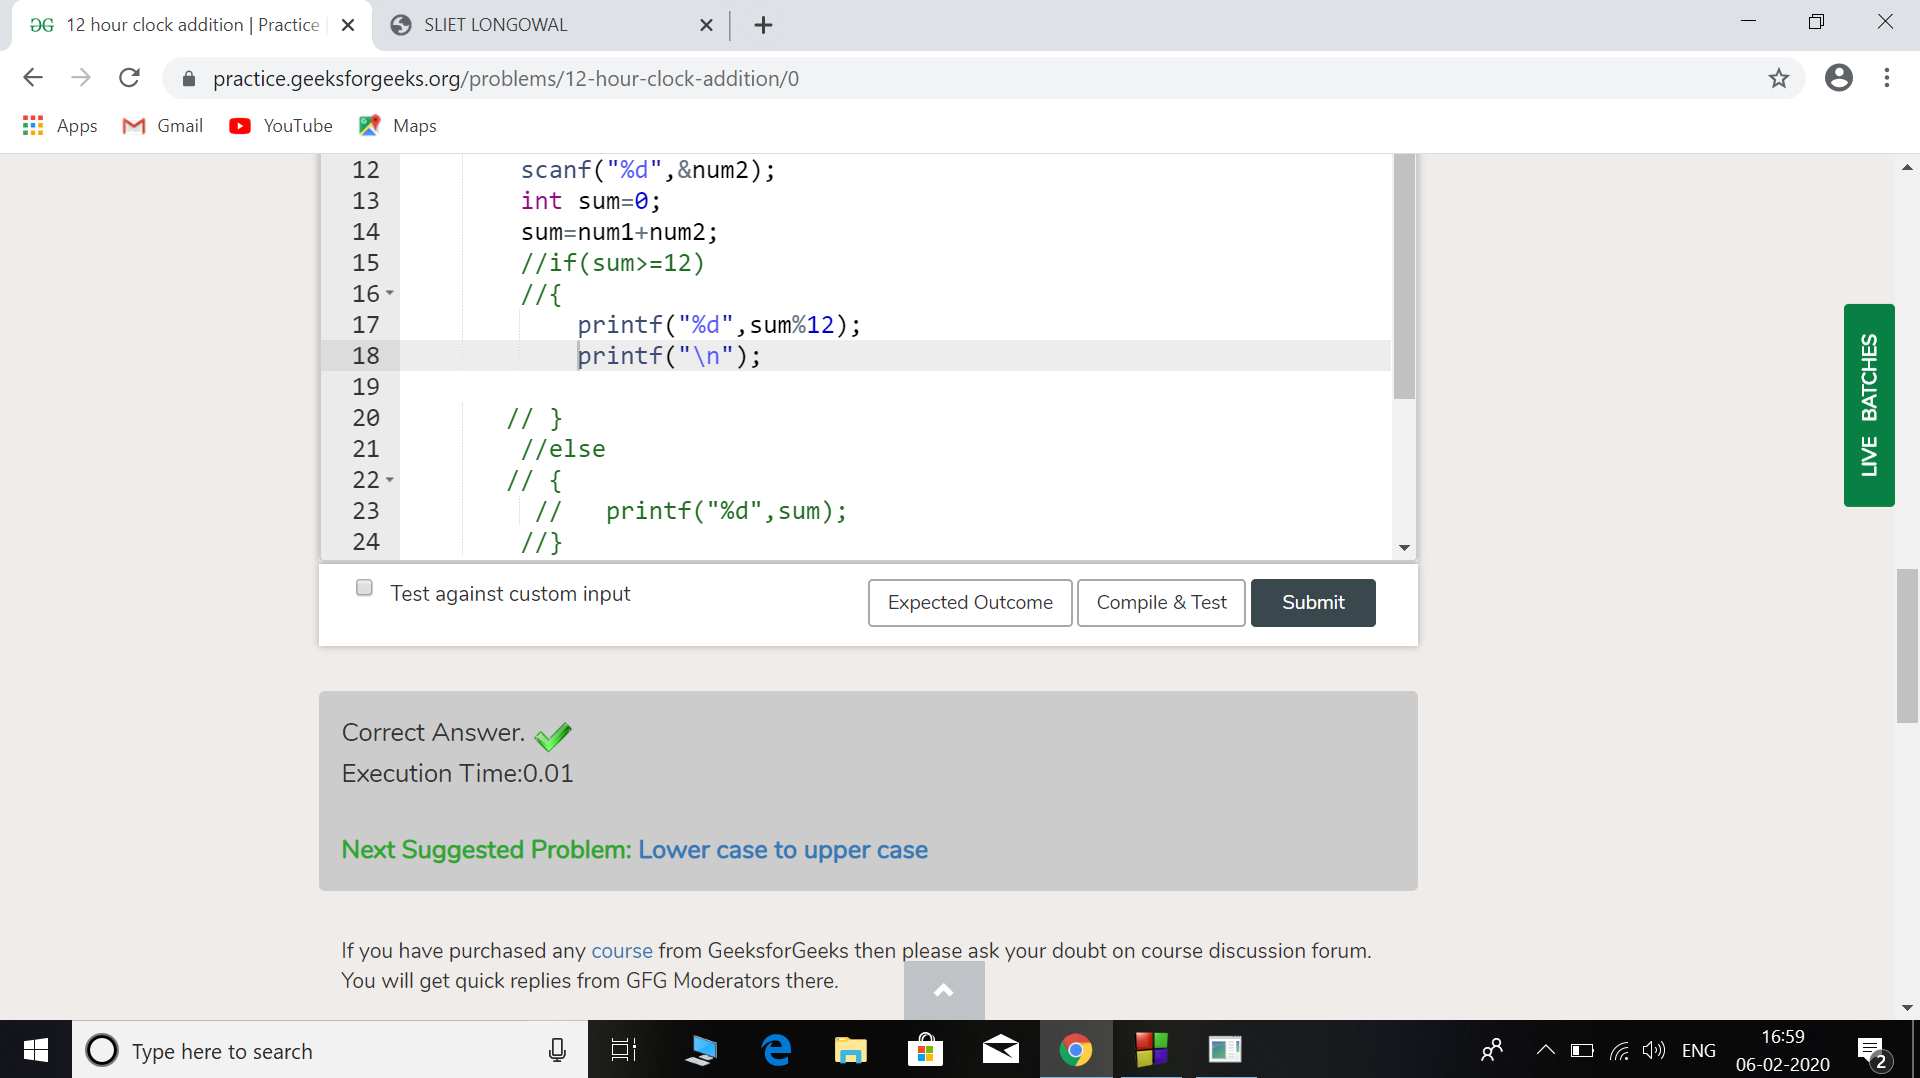 12 hour clock addition | Practice
SLIET LONGOWAL
practice.geeksforgeeks.org/problems/12-hour-clock-addition/0
Apps
Gmail
YouTube
Maps
12 scanf("%d",&num2);
13 int sum=0;
14 sum=num1+num2;
15 //if(sum>=12)
16 //{
17 printf("%d",sum%12);
18 printf("\n");
19
20 // }
21 //else
22 // {
23 // printf("%d",sum);
24 //}
LIVE BATCHES
Test against custom input
Expected Outcome
Compile & Test
Submit
Correct Answer.
Execution Time:0.01
Next Suggested Problem: Lower case to upper case
If you have purchased any course from GeeksforGeeks then please ask your doubt on course discussion forum.
You will get quick replies from GFG Moderators there.
Type here to search
ENG
16:59
06-02-2020
2